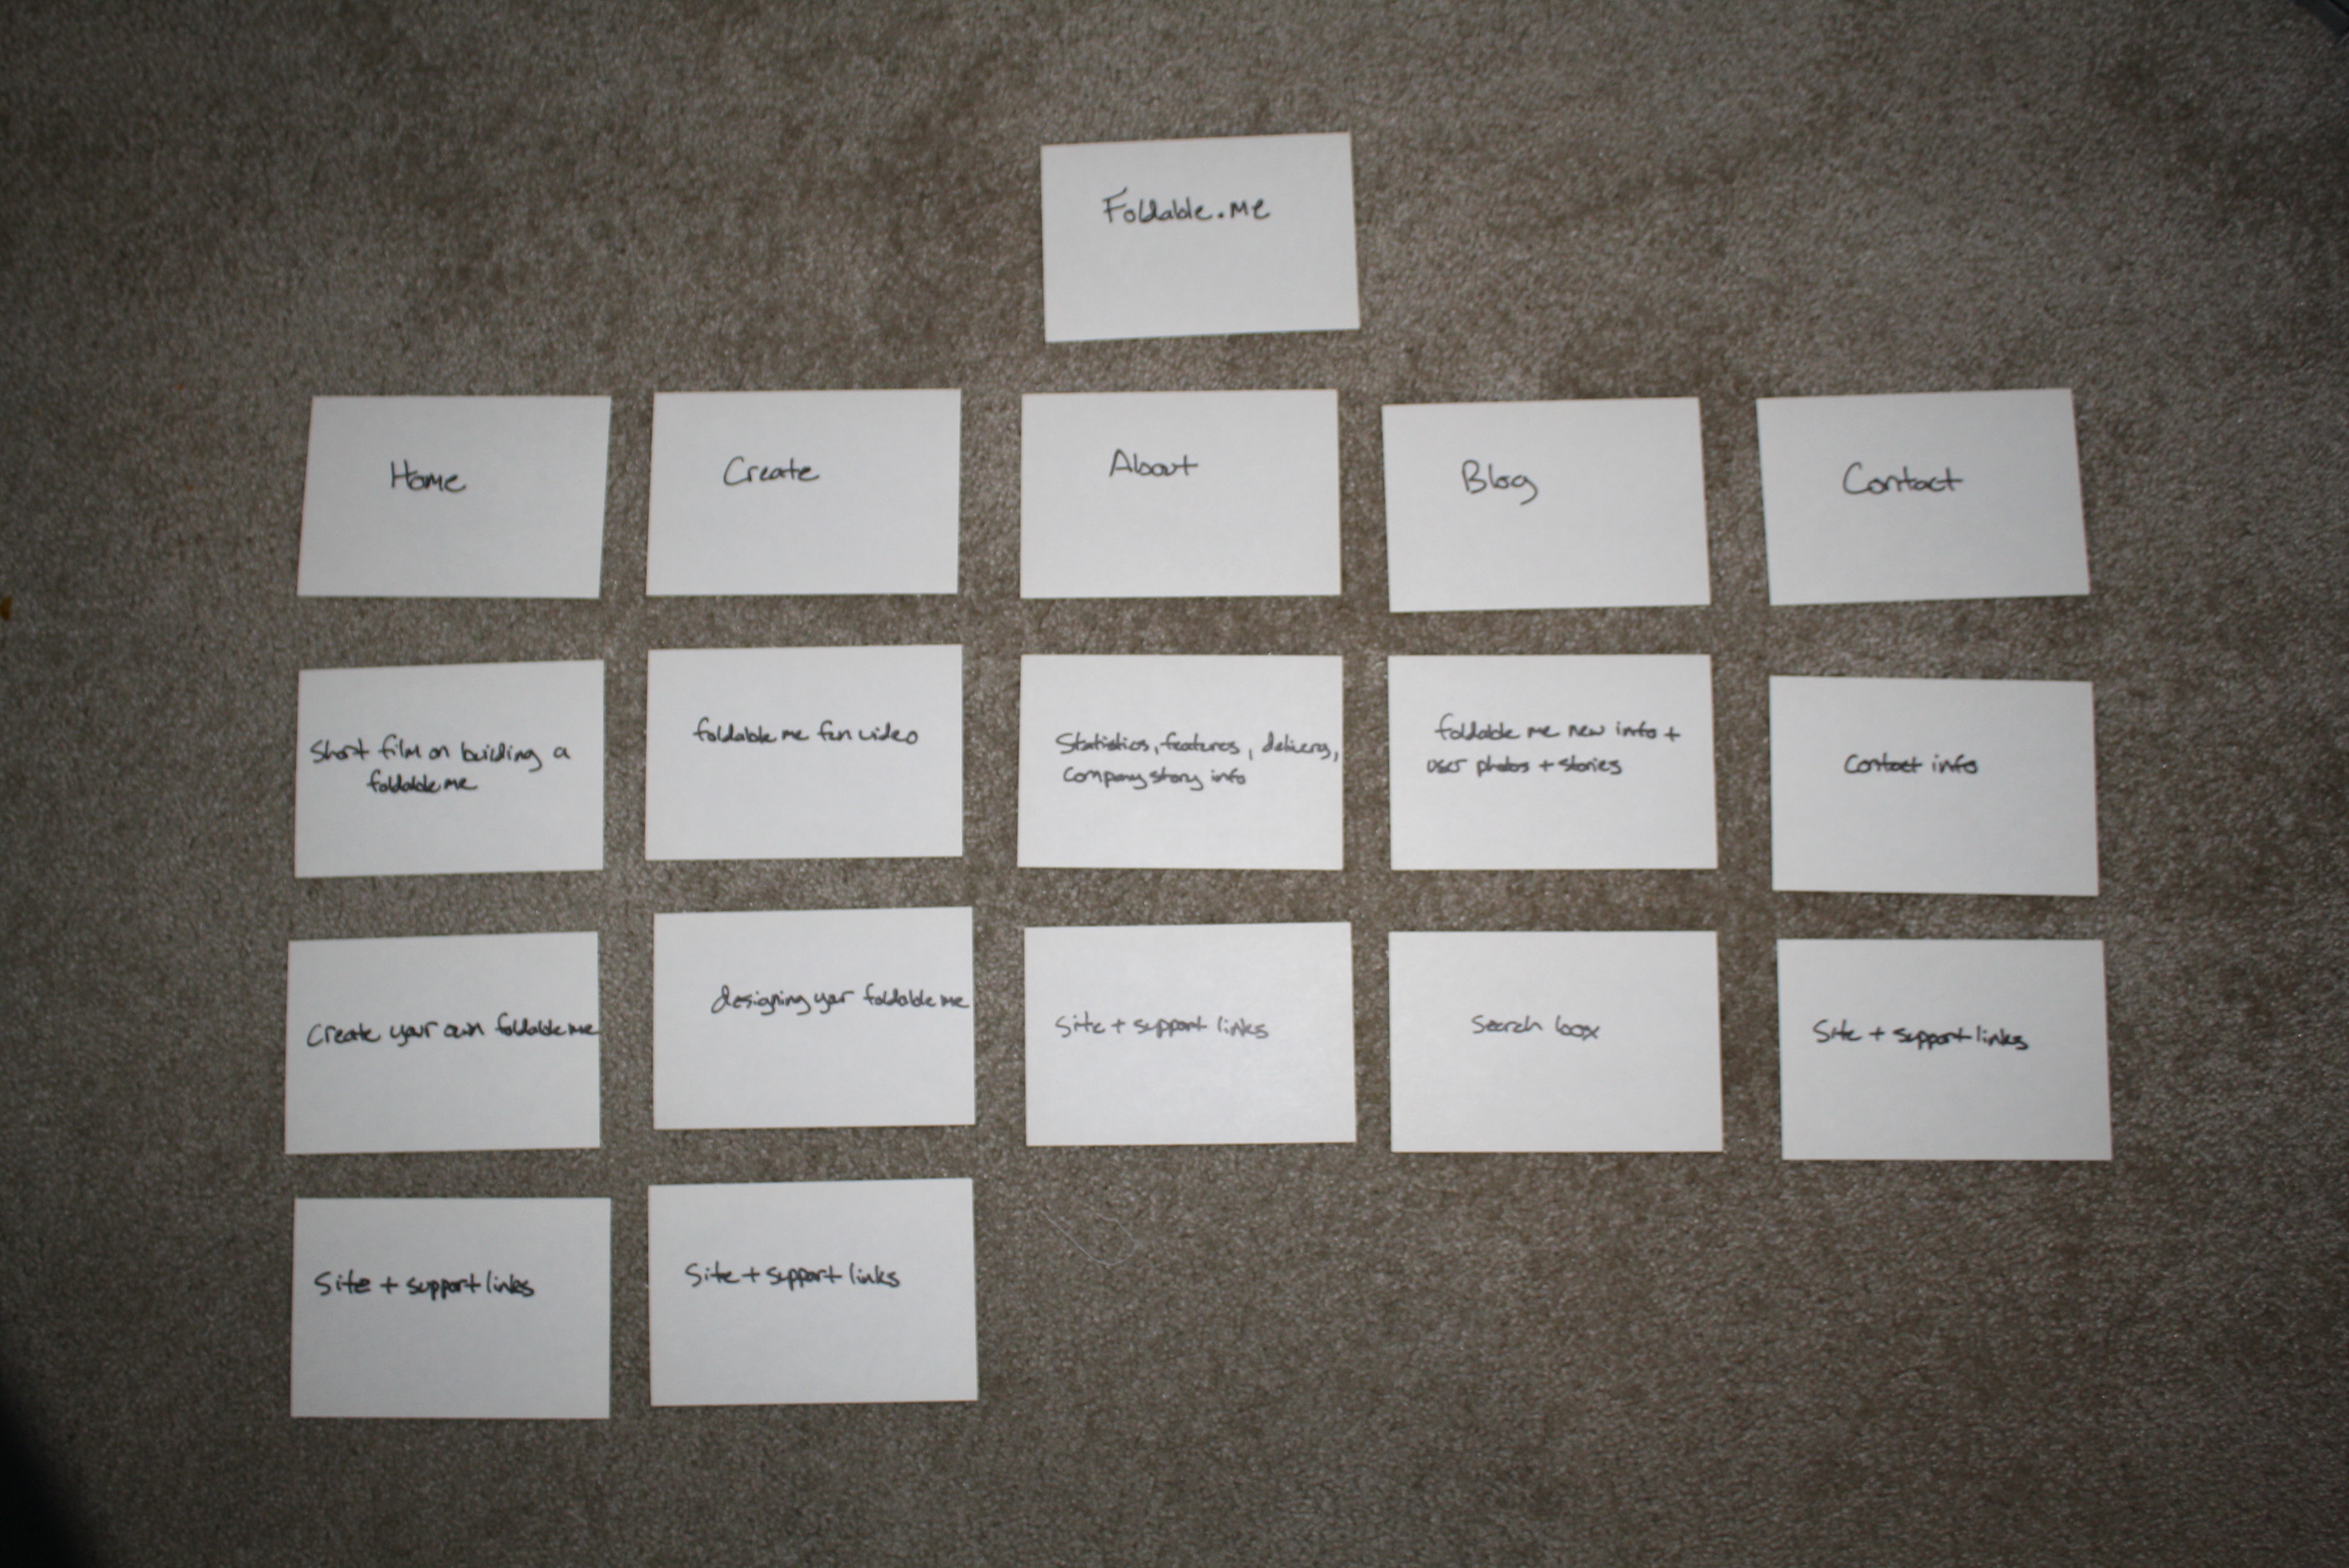 Foldable.me
Home
Create
About
Blog
Contact
Short film on building a
foldable me
foldable me fun video
Statistics, features, delivery,
company story info
foldable me new info +
user photos + stories
contact info
Create your own foldable me
designing your foldable me
Site + support links
Search box
Site + support links
Site + support links
Site + support links